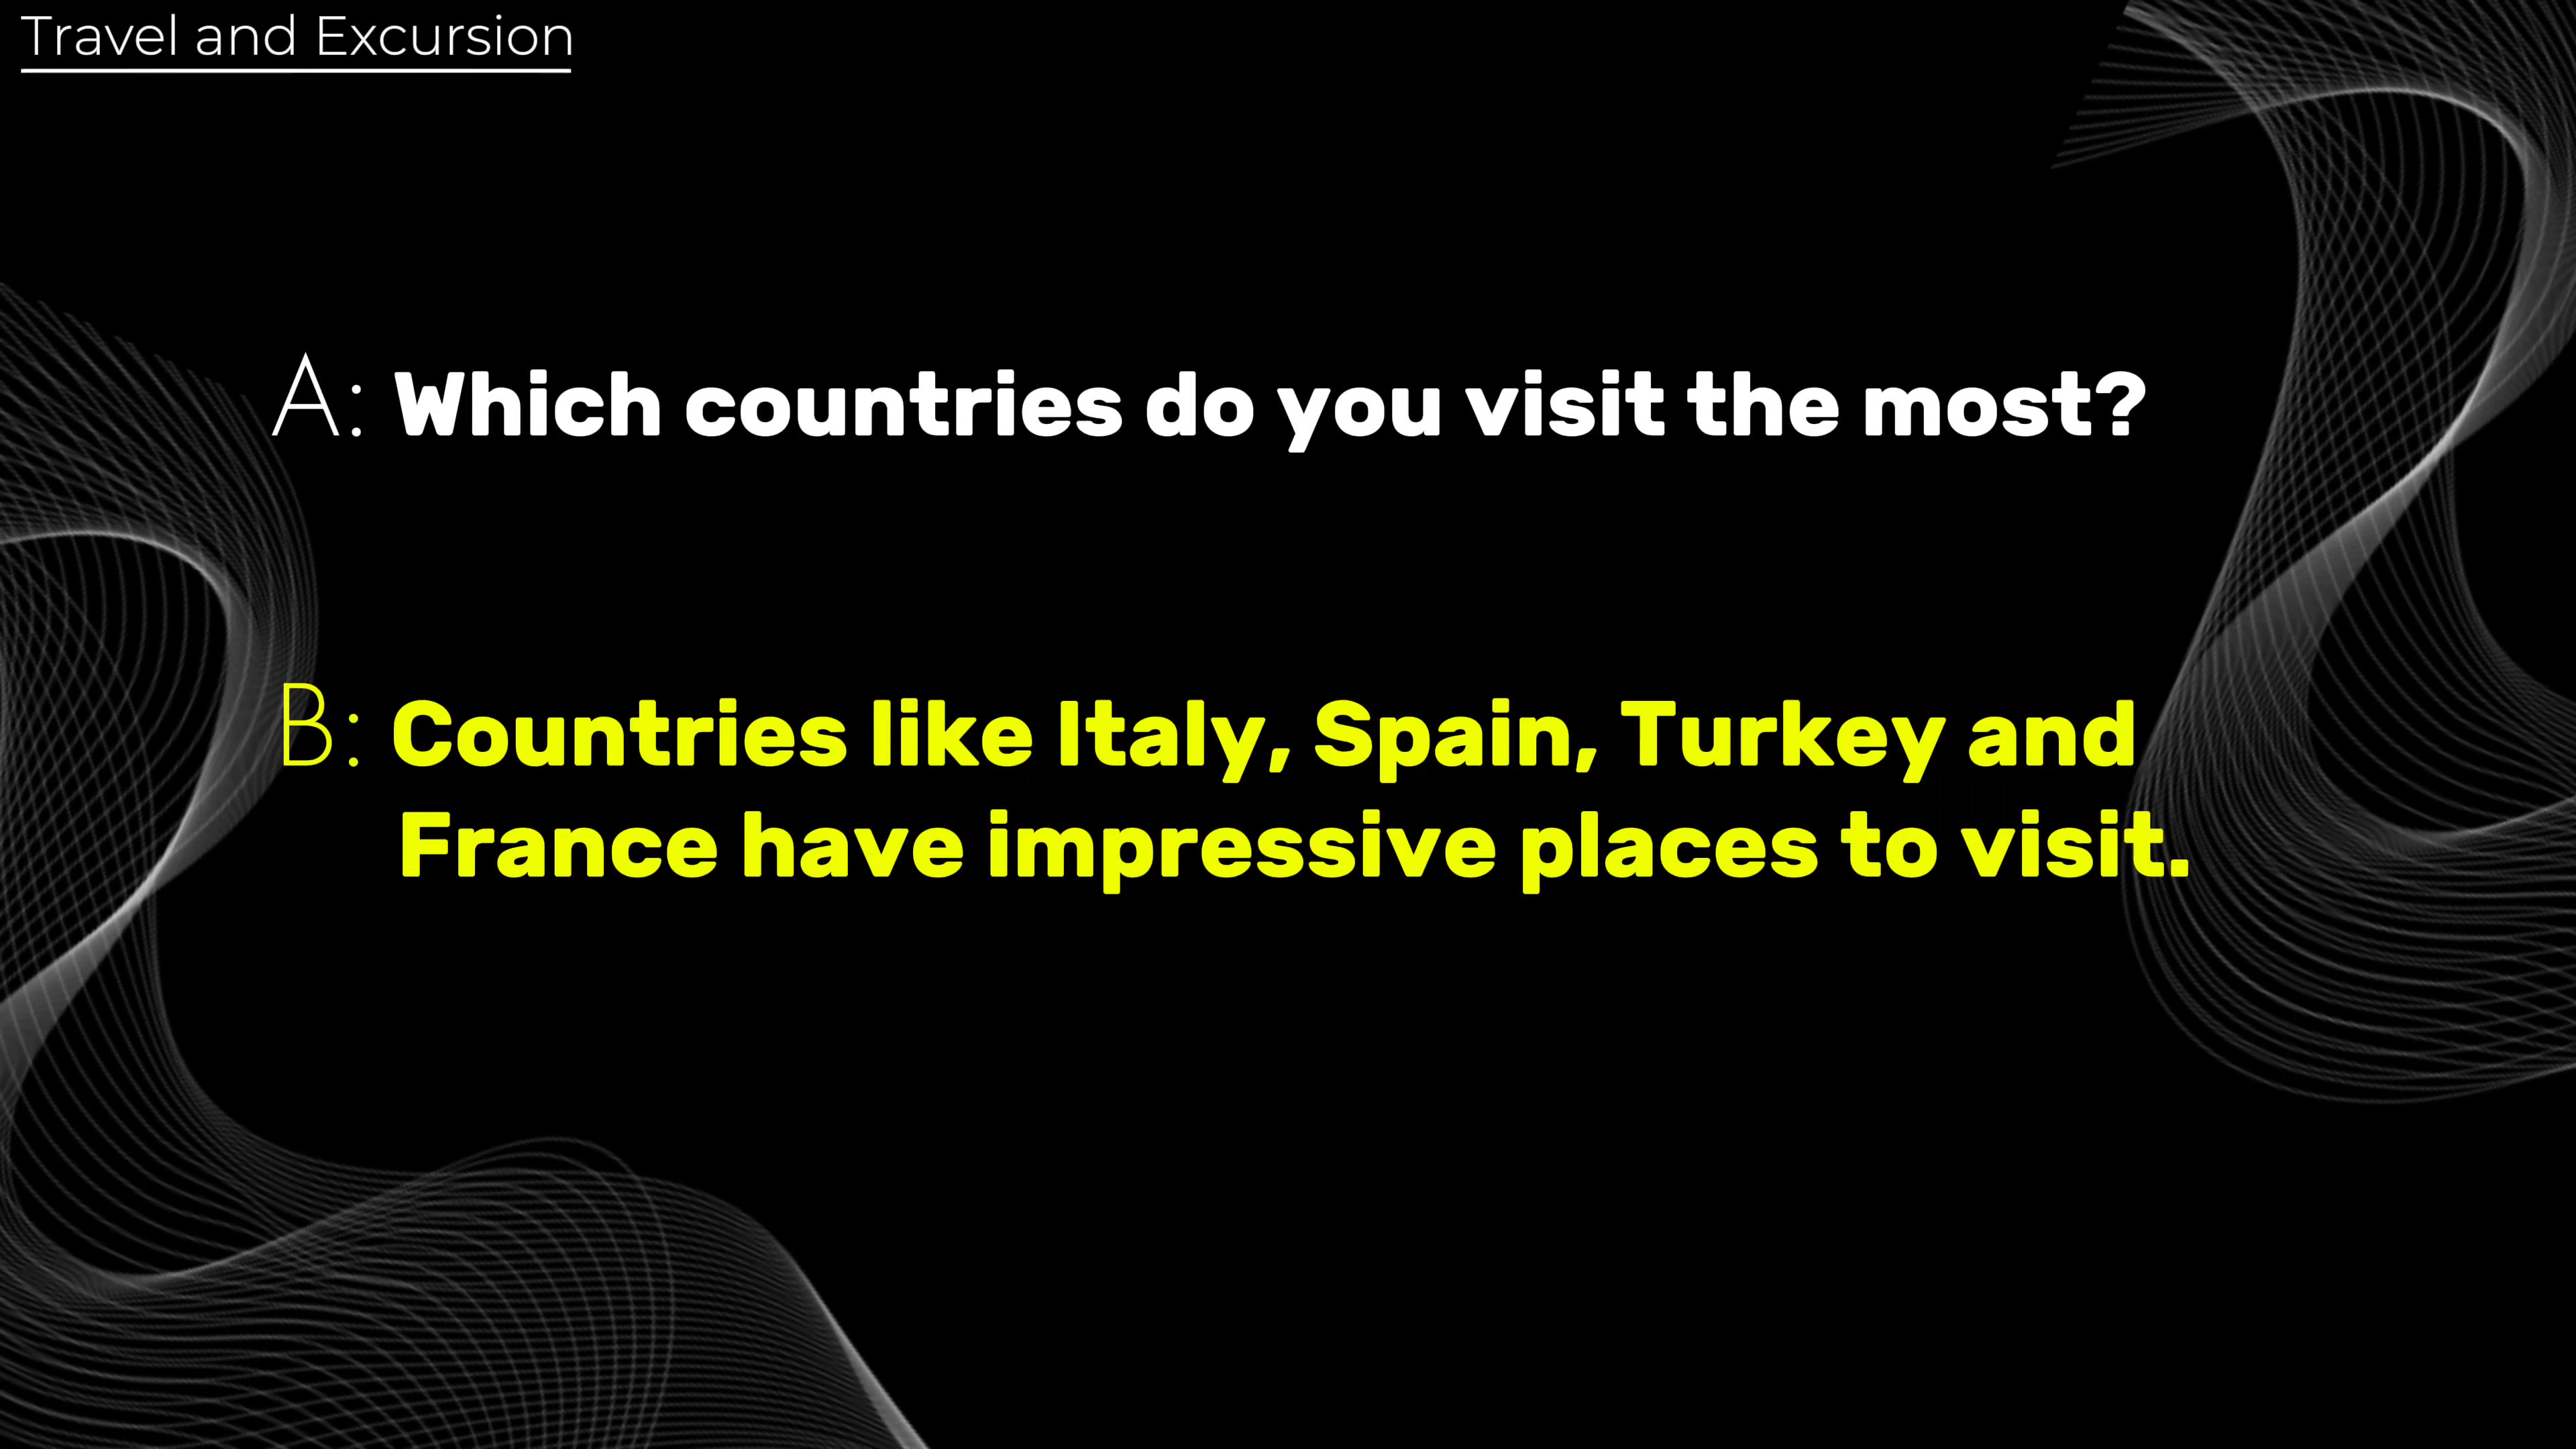 Travel and Excursion
A: Which countries do you visit the most?
B: Countries like Italy, Spain, Turkey and
France have impressive places to visit.